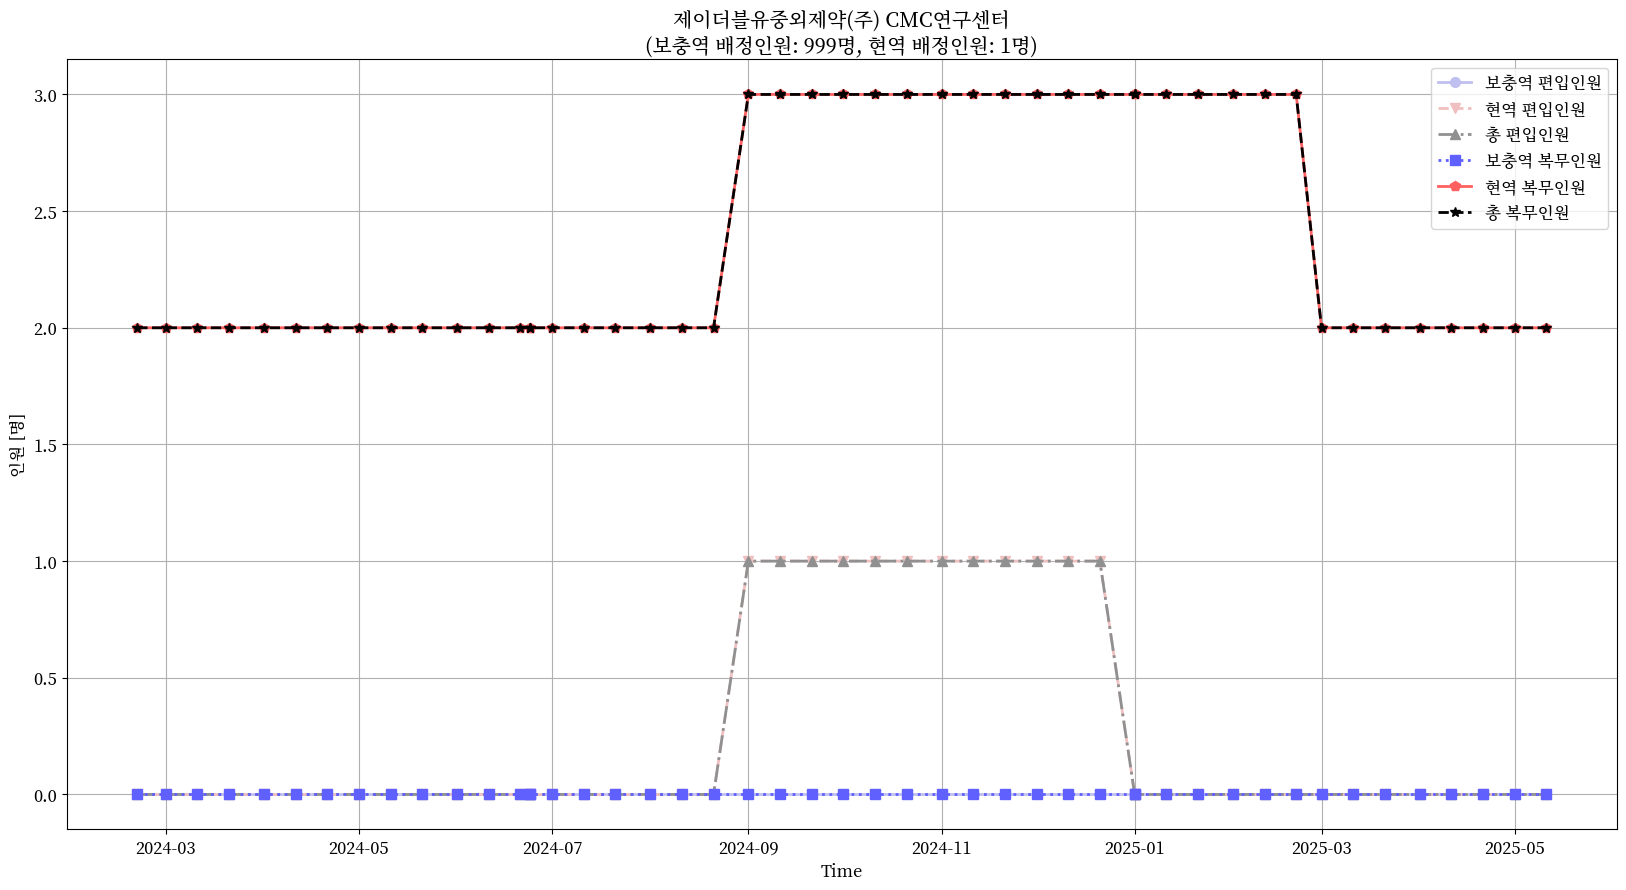 제이더블유중외제약(주) CMC연구센터
(보충역 배정인원: 999명, 현역 배정인원: 1명)
보충역 편입인원
현역 편입인원
총 편입인원
보충역 복무인원
현역 복무인원
총 복무인원
인원 [명]
3.0
2.5
2.0
1.5
1.0
0.5
0.0
2024-03
2024-05
2024-07
2024-09
2024-11
2025-01
2025-03
2025-05
Time